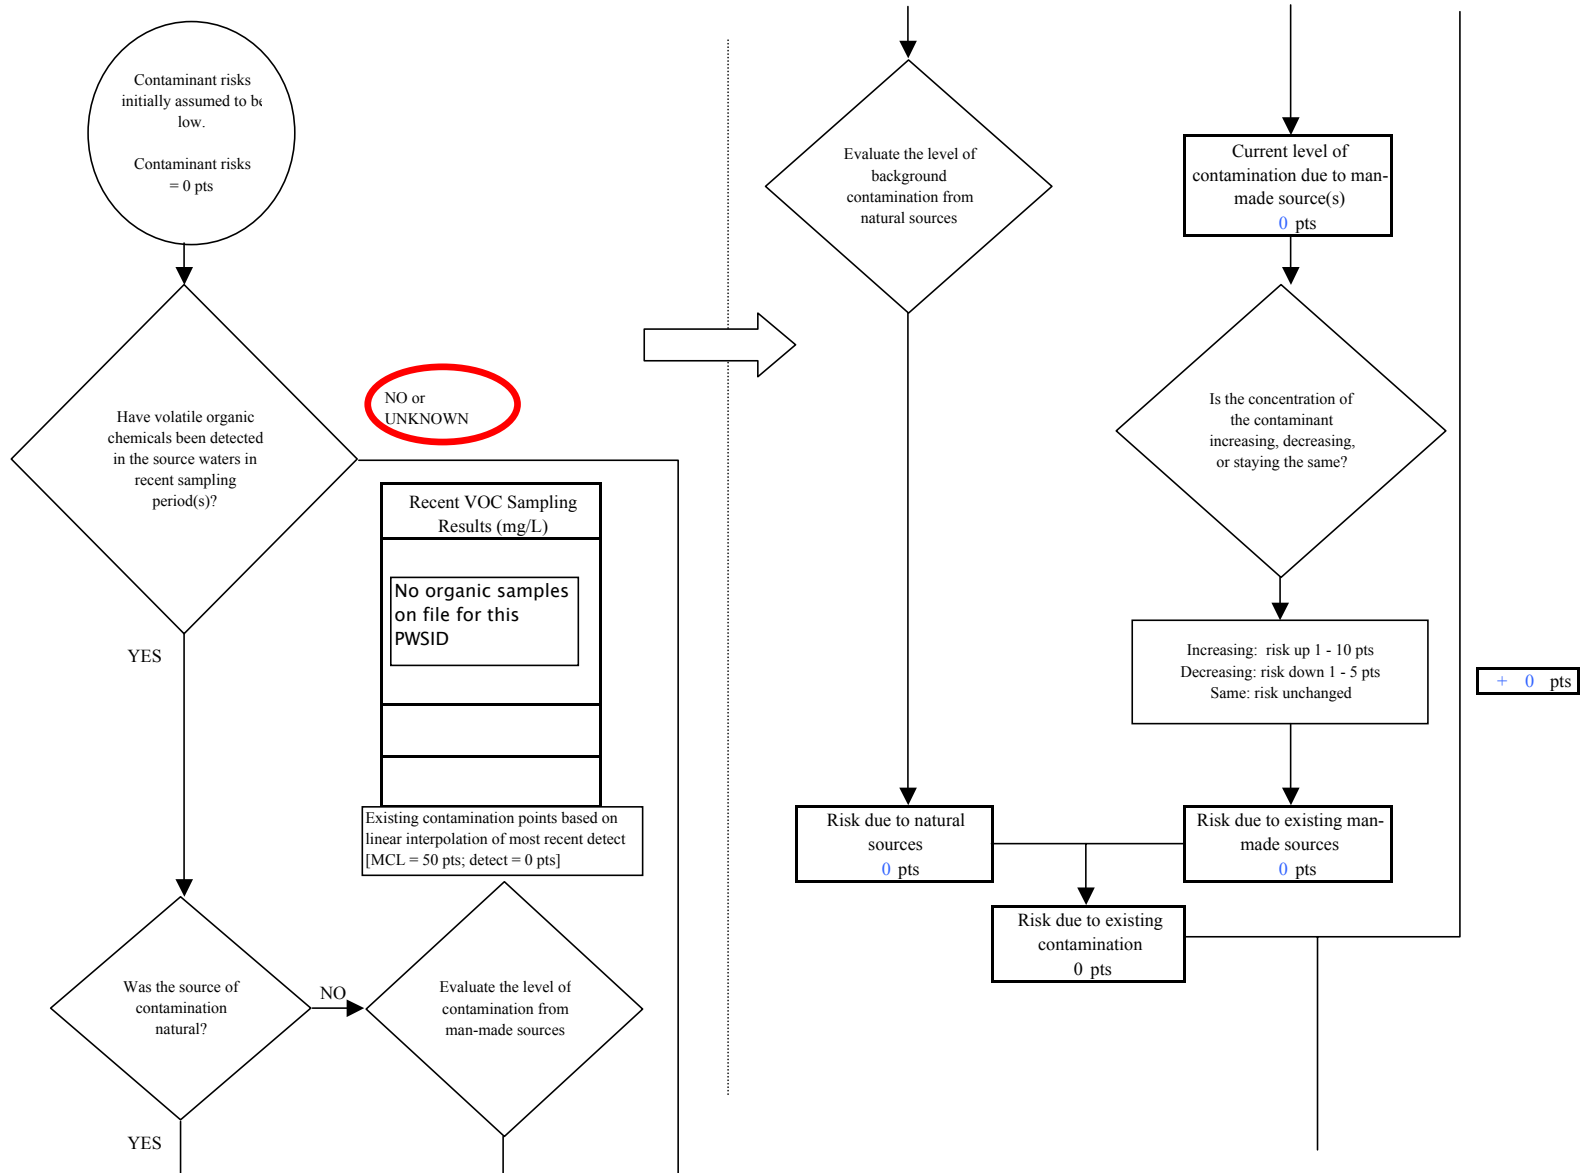 Contaminant risks
initially assumed to be
low.
Contaminant risks
= 0 pts
Have volatile organic
chemicals been detected
in the source waters in
recent sampling
period(s)?
NO or
UNKNOWN
Recent VOC Sampling
Results (mg/L)
No organic samples
on file for this
PWSID
YES
Existing contamination points based on
linear interpolation of most recent detect
[MCL = 50 pts; detect = 0 pts]
Was the source of
contamination
natural?
NO
Evaluate the level of
contamination from
man-made sources
YES
Evaluate the level of
background
contamination from
natural sources
Current level of
contamination due to man-
made source(s)
0 pts
Is the concentration of
the contaminant
increasing, decreasing,
or staying the same?
Increasing: risk up 1 - 10 pts
Decreasing: risk down 1 - 5 pts
Same: risk unchanged
+ 0 pts
Risk due to natural
sources
0 pts
Risk due to existing man-
made sources
0 pts
Risk due to existing
contamination
0 pts